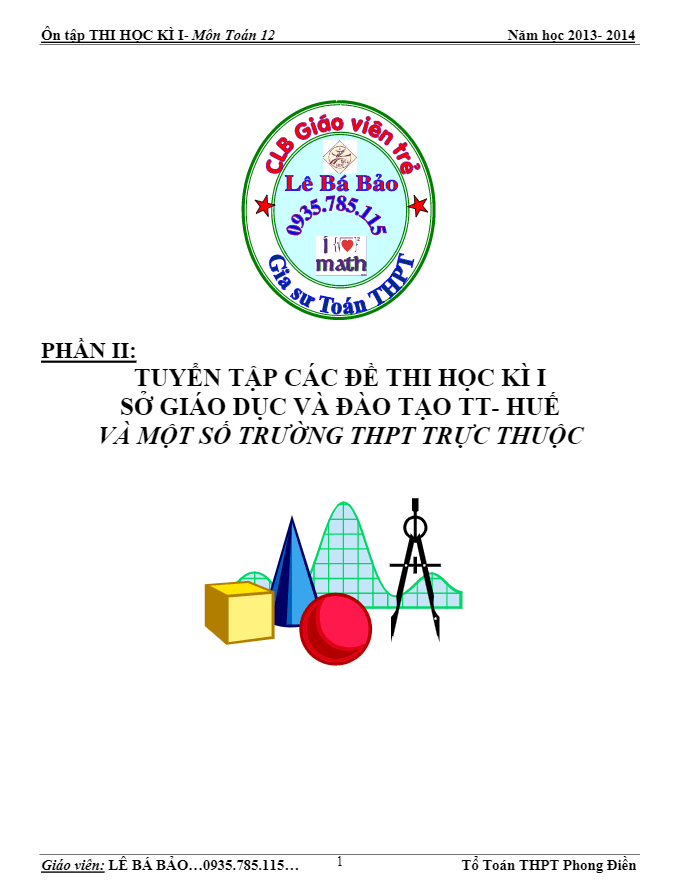 Ôn tập THI HỌC KÌ I- Môn Toán 12 Năm học 2013- 2014
CLB Giáo viên trẻ
Lê Bá Bảo
0935.785.115
I
math
Gia sư Toán THPT
PHẦN II:
TUYỂN TẬP CÁC ĐỀ THI HỌC KÌ I
SỞ GIÁO DỤC VÀ ĐÀO TẠO TT- HUẾ
VÀ MỘT SỐ TRƯỜNG THPT TRỰC THUỘC
Giáo viên: LÊ BÁ BẢO…0935.785.115… 1 Tổ Toán THPT Phong Điền